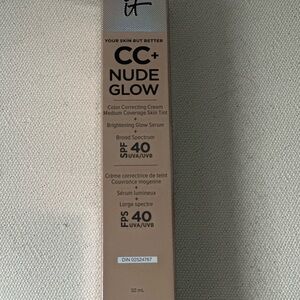 it
YOUR SKIN BUT BETTER
CC+
NUDE
GLOW
Color Correcting Cream
Medium Coverage Skin Tint
+
Brightening Glow Serum
+
Broad Spectrum
SPF 40
UVA/UVB
Crème correctrice de teint
Couvrance moyenne
+
Sérum lumineux
+
Large spectre
FPS 40
UVA/UVB
DIN 02524767
32 mL